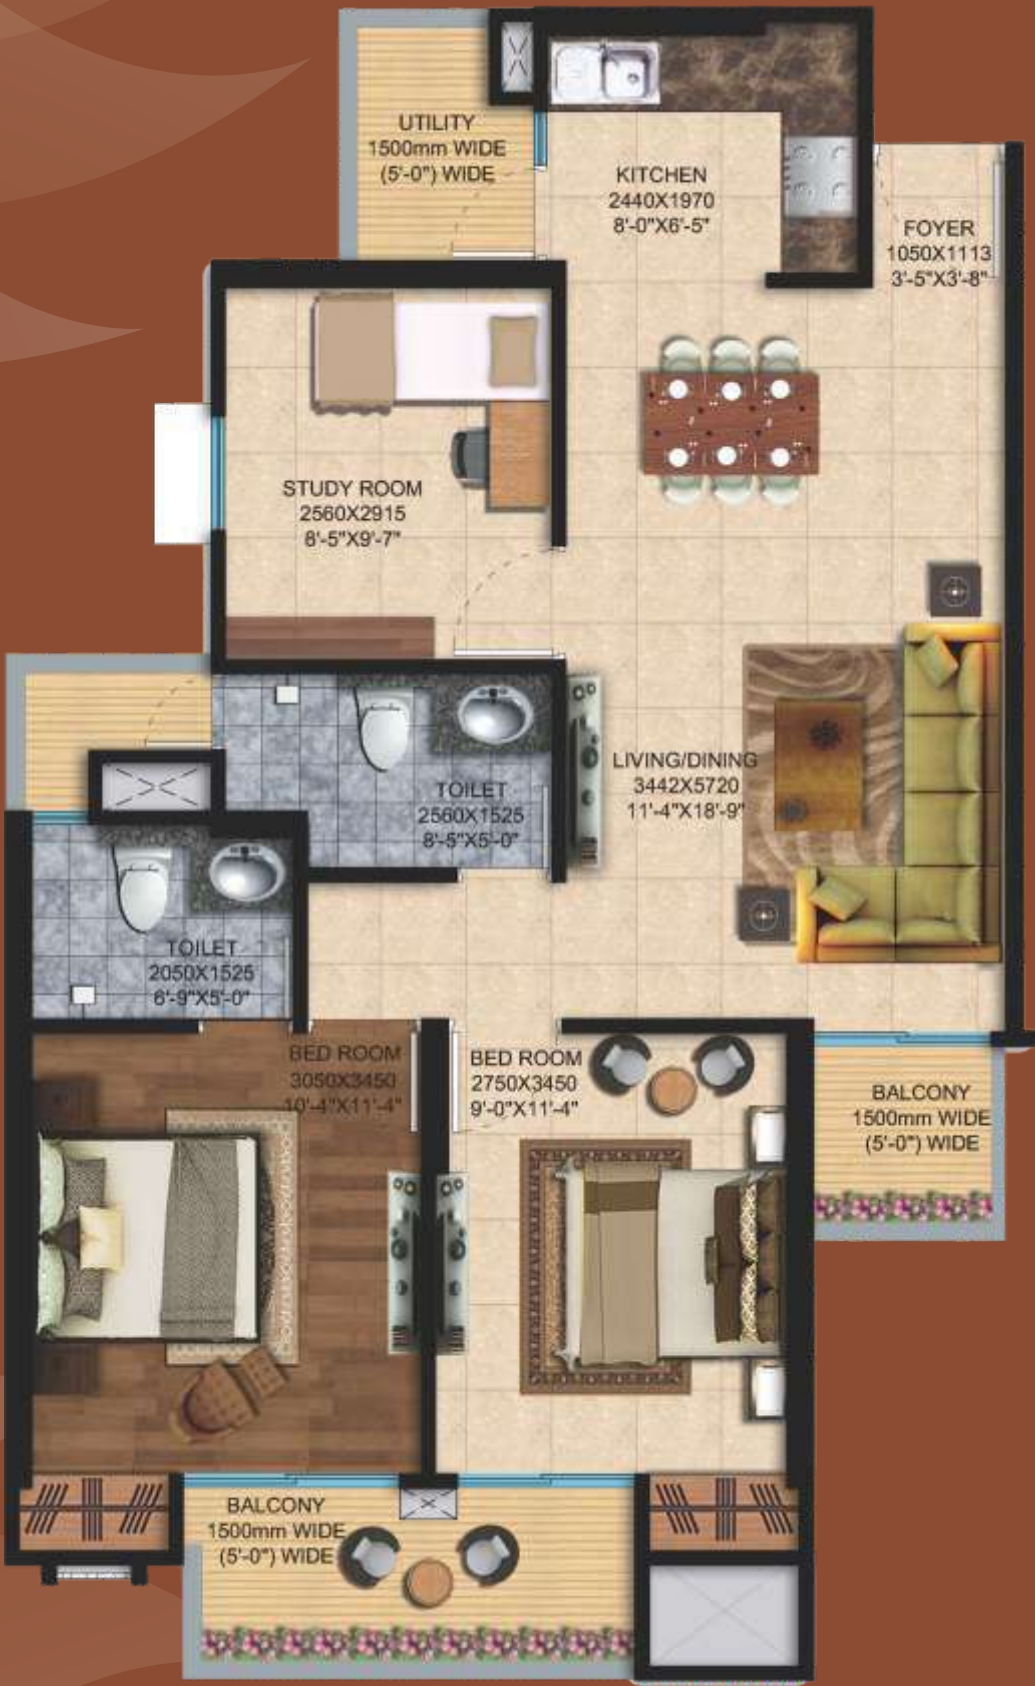 UTILITY
1500mm WIDE
(5'-0") WIDE
KITCHEN
2440X1970
8'-0"X6'-5"
FOYER
1050X1113
3'-5"X3'-8"
STUDY ROOM
2560X2915
8'-5"X9'-7"
LIVING/DINING
3442X5720
11'-4"X18'-9"
TOILET
2560X1525
8'-5"X5'-0"
TOILET
2050X1525
6'-9"X5'-0"
BED ROOM
3050X3450
10'-4"X11'-4"
BED ROOM
2750X3450
9'-0"X11'-4"
BALCONY
1500mm WIDE
(5'-0") WIDE
BALCONY
1500mm WIDE
(5'-0") WIDE